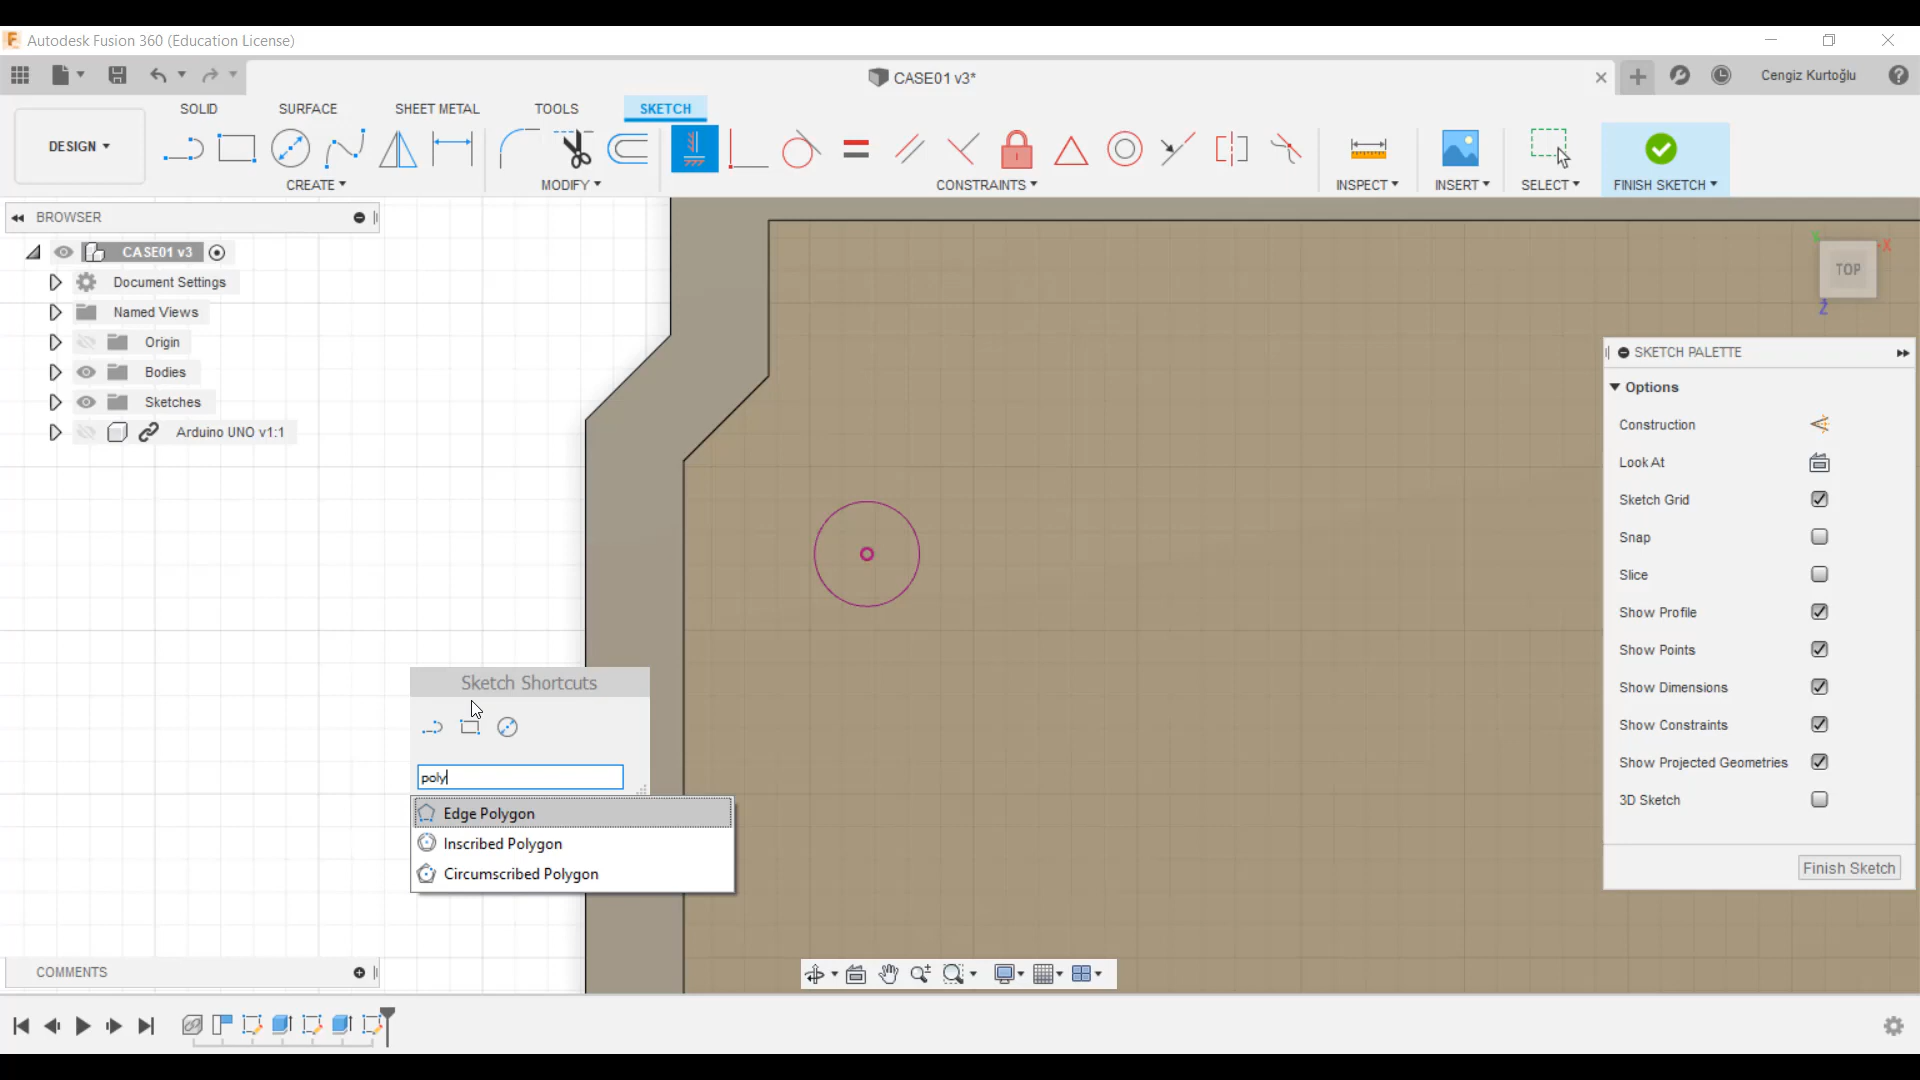 Autodesk Fusion 360 (Education License)
CASE01 v3*
Cengiz Kurtoğlu
DESIGN
SOLID
SURFACE
SHEET METAL
TOOLS
SKETCH
CREATE
MODIFY
CONSTRAINTS
INSPECT
INSERT
SELECT
FINISH SKETCH
BROWSER
CASE01 v3
Document Settings
Named Views
Origin
Bodies
Sketches
Arduino UNO v1:1
TOP
X
Y
Z
SKETCH PALETTE
Options
Construction
Look At
Sketch Grid
Snap
Slice
Show Profile
Show Points
Show Dimensions
Show Constraints
Show Projected Geometries
3D Sketch
Finish Sketch
Sketch Shortcuts
poly
Edge Polygon
Inscribed Polygon
Circumscribed Polygon
COMMENTS